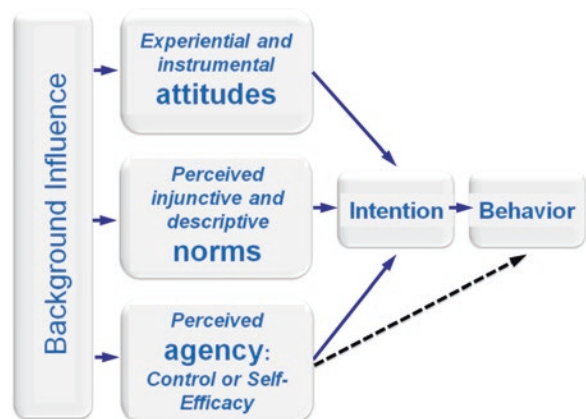 Background Influence
Experiential and
instrumental
attitudes
Perceived
injunctive and
descriptive
norms
Perceived
agency:
Control or Self-
Efficacy
Intention
Behavior